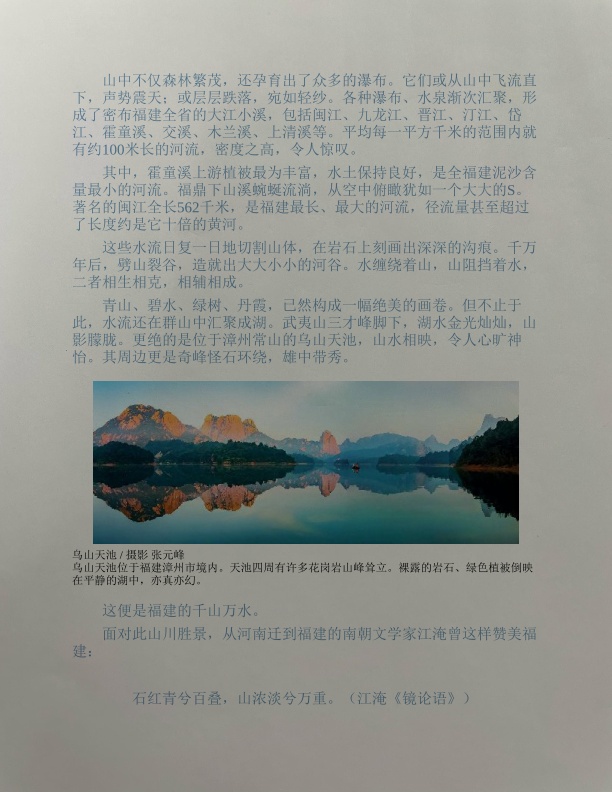 山中不仅森林繁茂，还孕育出了众多的瀑布。它们或从山中飞流直
下，声势震天；或层层跌落，宛如轻纱。各种瀑布、水泉渐次汇聚，形
成了密布福建全省的大江小溪，包括闽江、九龙江、晋江、汀江、岱
江、霍童溪、交溪、木兰溪、上清溪等。平均每一平方千米的范围内就
有约100米长的河流，密度之高，令人惊叹。
其中，霍童溪上游植被最为丰富，水土保持良好，是全福建泥沙含
量最小的河流。福鼎下山溪蜿蜒流淌，从空中俯瞰犹如一个大大的S。
著名的闽江全长562千米，是福建最长、最大的河流，径流量甚至超过
了长度约是它十倍的黄河。
这些水流日复一日地切割山体，在岩石上刻画出深深的沟痕。千万
年后，劈山裂谷，造就出大大小小的河谷。水缠绕着山，山阻挡着水，
二者相生相克，相辅相成。
青山、碧水、绿树、丹霞，已然构成一幅绝美的画卷。但不止于
此，水流还在群山中汇聚成湖。武夷山三才峰脚下，湖水金光灿灿，山
影朦胧。更绝的是位于漳州常山的乌山天池，山水相映，令人心旷神
怡。其周边更是奇峰怪石环绕，雄中带秀。
乌山天池 / 摄影 张元峰
乌山天池位于福建漳州市境内。天池四周有许多花岗岩山峰耸立。裸露的岩石、绿色植被倒映
在平静的湖中，亦真亦幻。
这便是福建的千山万水。
面对此山川胜景，从河南迁到福建的南朝文学家江淹曾这样赞美福
建：
石红青兮百叠，山浓淡兮万重。（江淹《镜论语》）